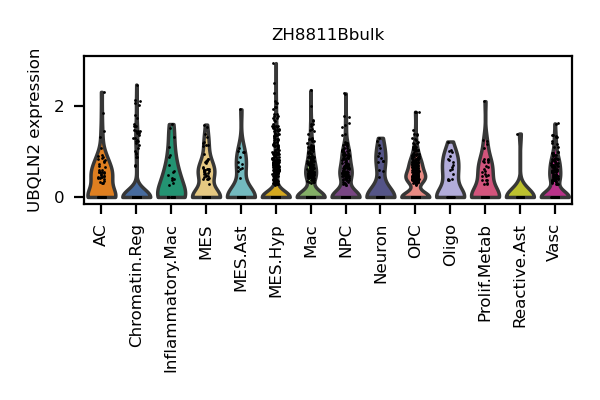 ZH8811Bbulk
UBQLN2 expression
2
0
AC
Chromatin.Reg
Inflammatory.Mac
MES
MES.Ast
MES.Hyp
Mac
NPC
Neuron
OPC
Oligo
Prolif.Metab
Reactive.Ast
Vasc